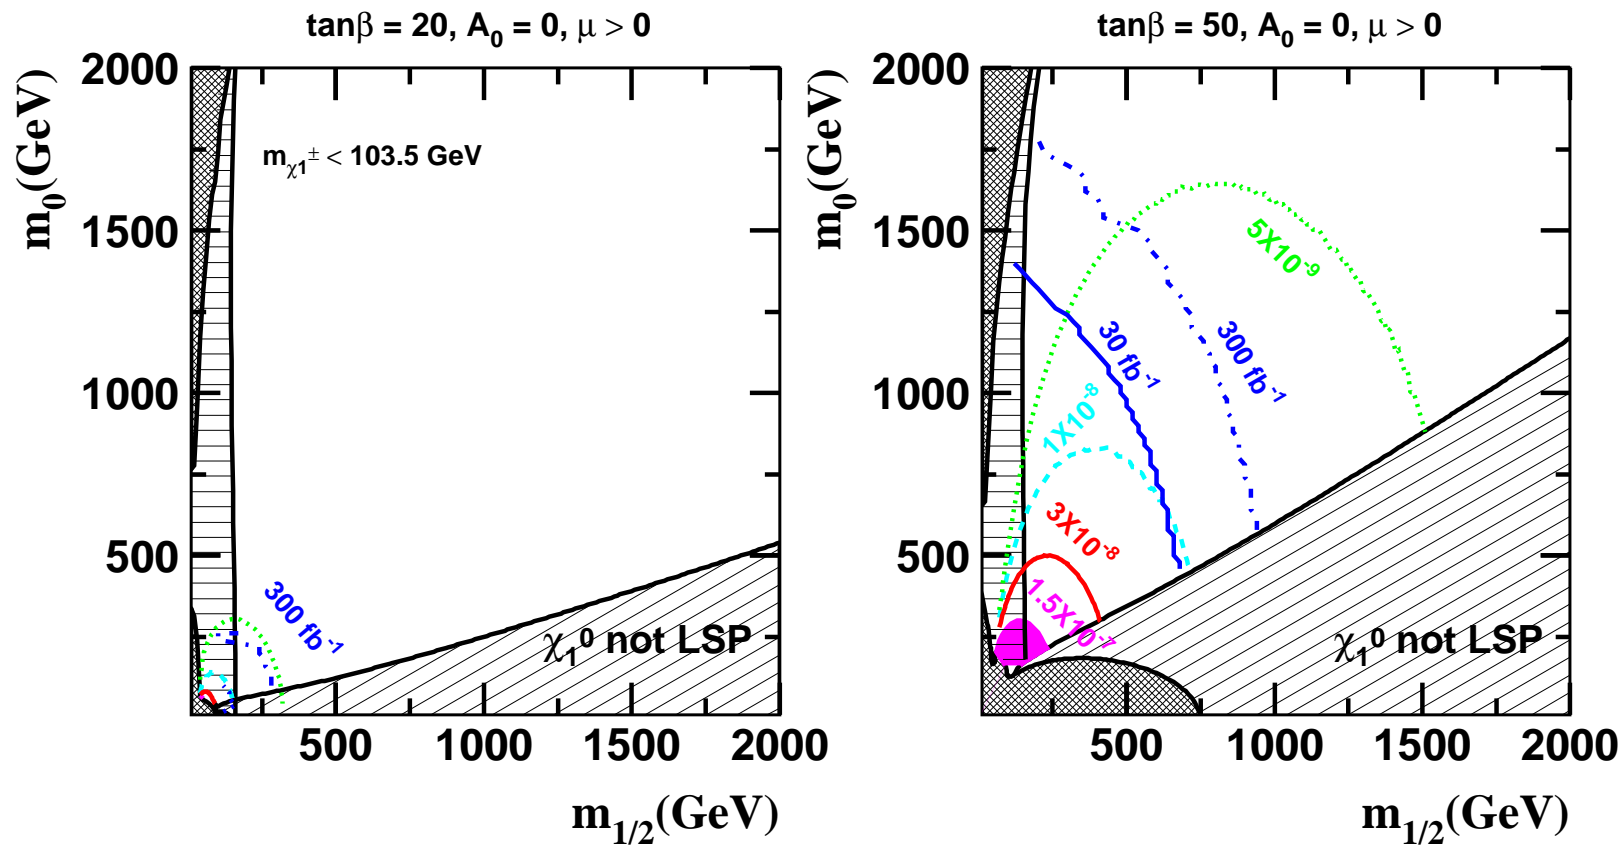 tanβ = 20, A₀ = 0, μ > 0
m₀(GeV)
2000
1500
1000
500
m_χ1± < 103.5 GeV
300 fb⁻¹
χ₁⁰ not LSP
500 1000 1500 2000
m₁/₂(GeV)
tanβ = 50, A₀ = 0, μ > 0
m₀(GeV)
2000
1500
1000
500
5X10⁻⁹
30 fb⁻¹
300 fb⁻¹
1X10⁻⁸
3X10⁻⁸
1.5X10⁻⁷
χ₁⁰ not LSP
500 1000 1500 2000
m₁/₂(GeV)